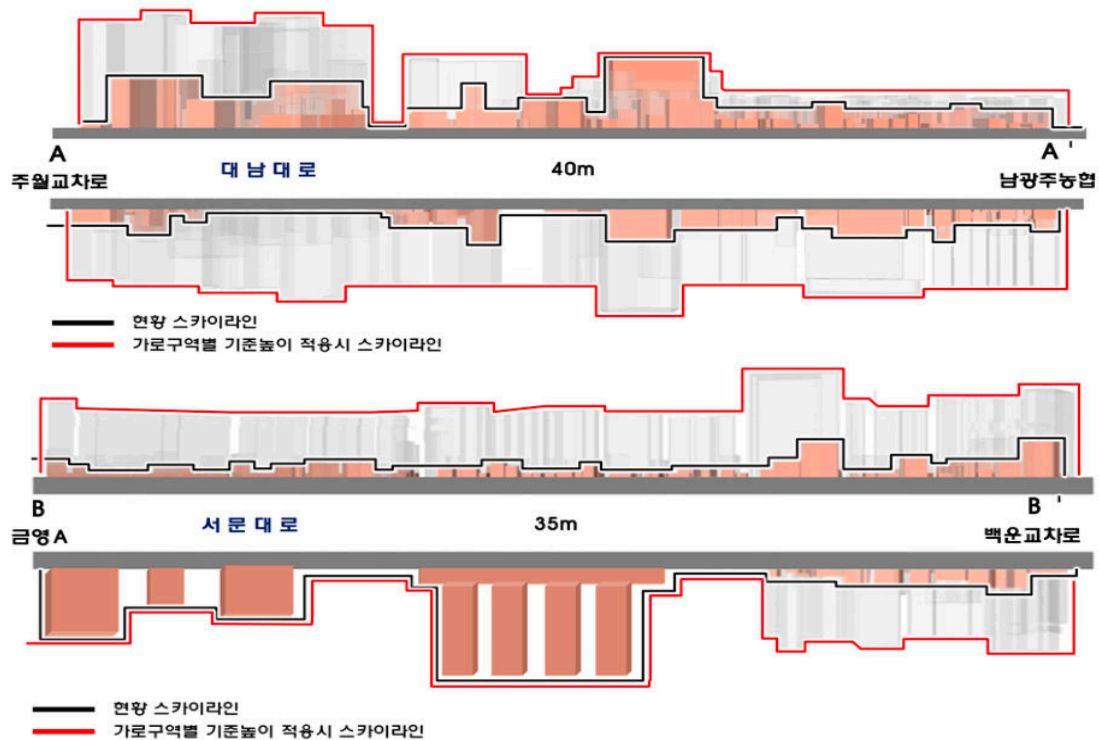 A
A'
주월교차로
대남대로
40m
남광주농협
현황 스카이라인
가로구역별 기준높이 적용시 스카이라인
B
B'
금영A
서문대로
35m
백운교차로
현황 스카이라인
가로구역별 기준높이 적용시 스카이라인